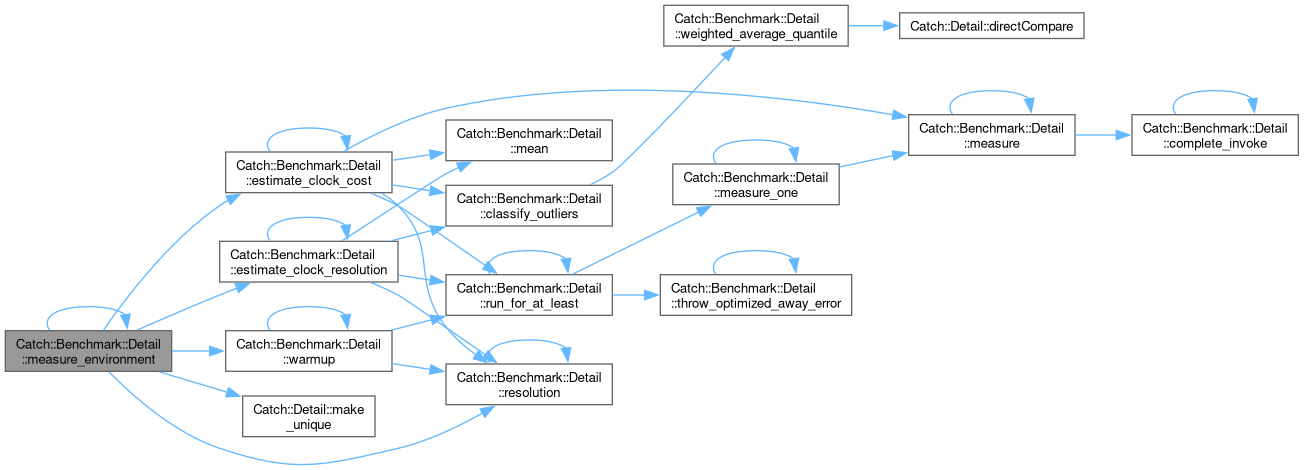 Catch::Benchmark::Detail
::weighted_average_quantile
Catch::Detail::directCompare
Catch::Benchmark::Detail
::measure
Catch::Benchmark::Detail
::complete_invoke
Catch::Benchmark::Detail
::mean
Catch::Benchmark::Detail
::estimate_clock_cost
Catch::Benchmark::Detail
::measure_one
Catch::Benchmark::Detail
::classify_outliers
Catch::Benchmark::Detail
::estimate_clock_resolution
Catch::Benchmark::Detail
::run_for_at_least
Catch::Benchmark::Detail
::throw_optimized_away_error
Catch::Benchmark::Detail
::measure_environment
Catch::Benchmark::Detail
::warmup
Catch::Benchmark::Detail
::resolution
Catch::Detail::make
_unique